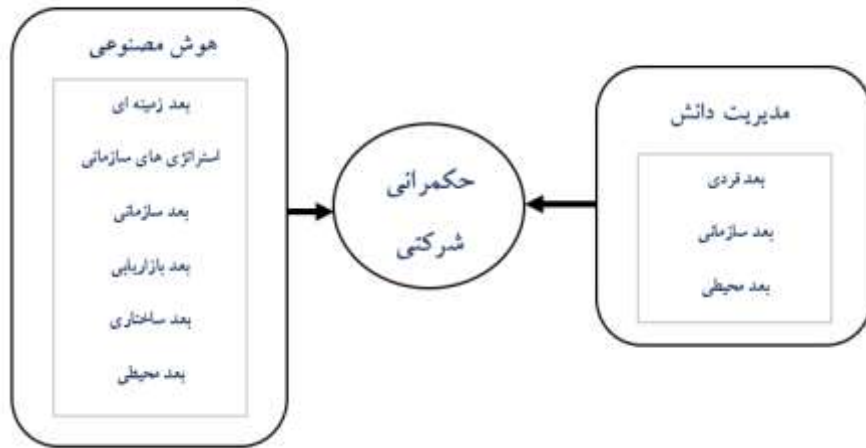 مدیریت دانش
بعد فردی
بعد سازمانی
بعد محیطی
حکمرانی
شرکتی
هوش مصنوعی
بعد زمینه ای
استراتژی های سازمانی
بعد سازمانی
بعد بازاریابی
بعد ساختاری
بعد محیطی